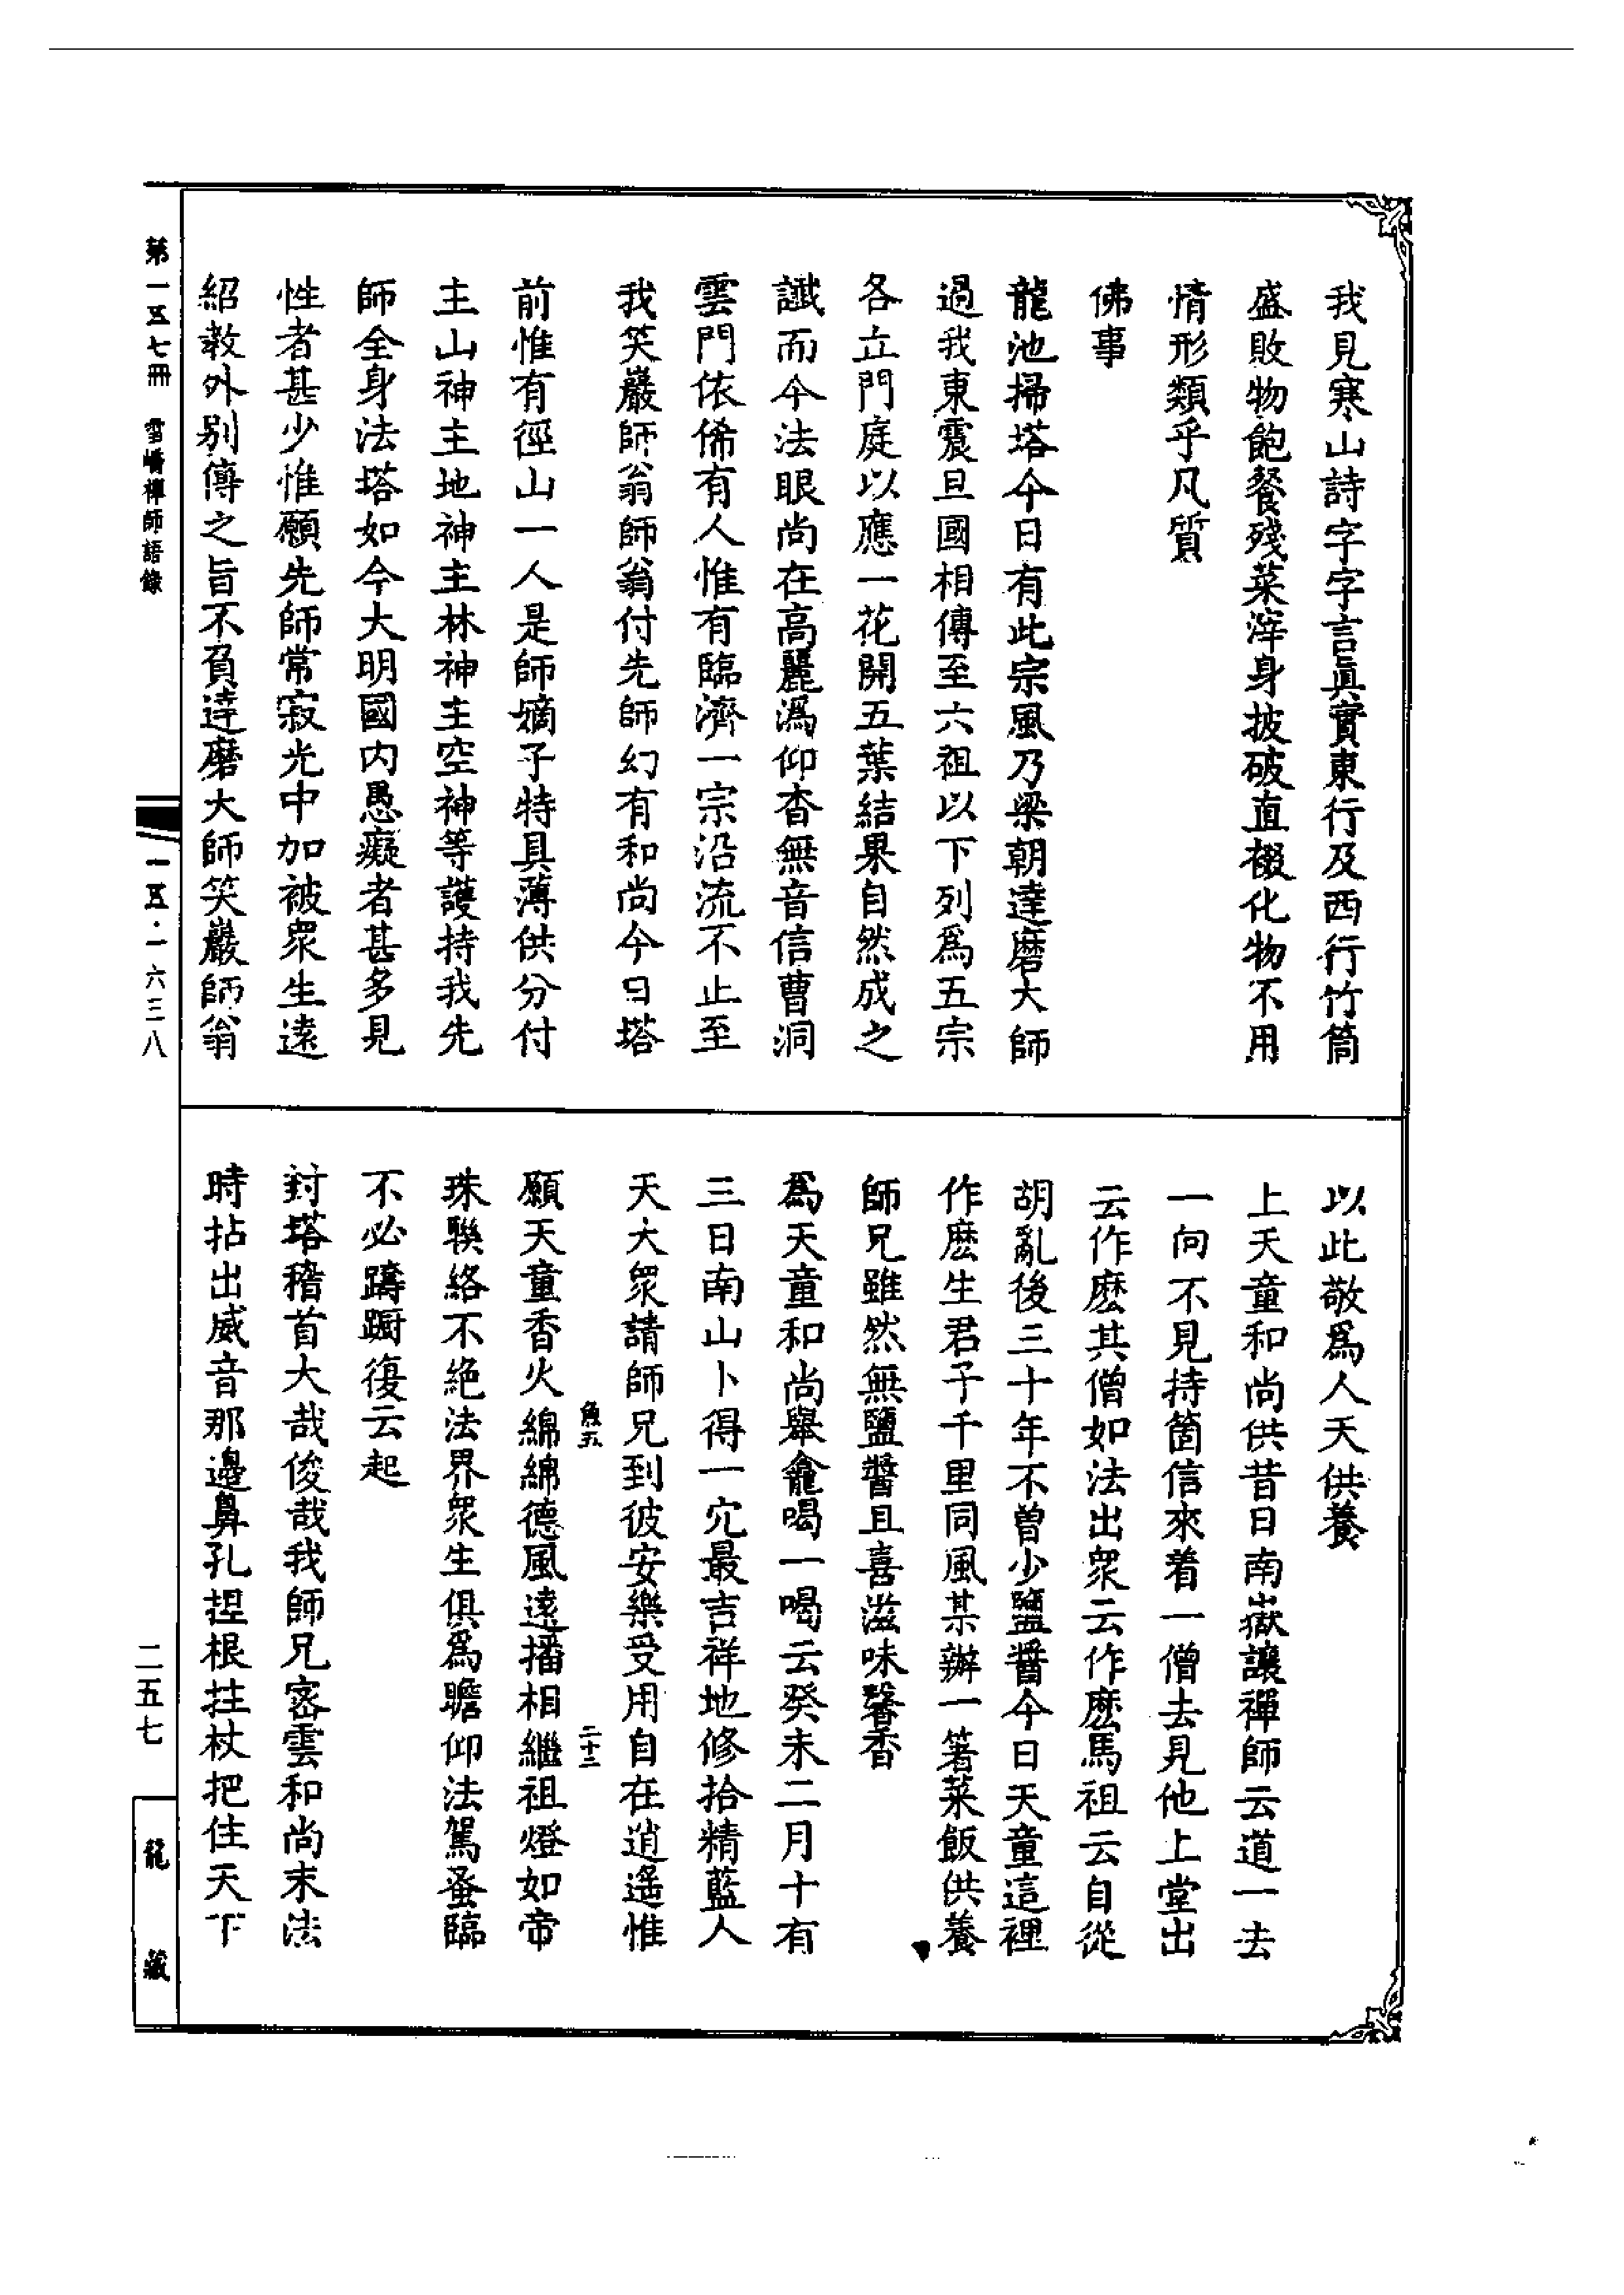 我見寒山詩字字言眞實東行及西行竹筒
盛敗物飽餐殘菜滓身披破直裰化物不用
情形類乎凡質
佛事
龍池掃塔今日有此宗風乃梁朝達磨大師
過我東震旦國相傳至六祖以下列爲五宗
各立門庭以應一花開五葉結果自然成之
讖而今法眼尚在高麗潙仰杳無音信曹洞
雲門依俙有人惟有臨濟一宗沿流不止至
我笑巖師翁師翁付先師幻有和尚今日塔
前惟有徑山一人是師嫡子特具薄供分付
主山神主地神主林神主空神等護持我先
師全身法塔如今大明國内愚癡者甚多見
性者甚少惟願先師常寂光中加被眾生遠
紹教外別傳之旨不負達磨大師笑巖師翁
以此敬爲人天供養
上天童和尚供昔日南嶽讓禪師云道一去
一向不見持箇信來着一僧去見他上堂出
云作麽其僧如法出眾云作麽馬祖云自從
胡亂後三十年不曾少鹽醬今日天童這裡
作麽生君子千里同風某辦一箸菜飯供養
師兄雖然無鹽醬且喜滋味馨香
爲天童和尚舉龕喝一喝云癸未二月十有
三日南山卜得一穴最吉祥地修拾精藍人
天大眾請師兄到彼安樂受用自在逍遙惟
魚五
二十二
願天童香火綿綿德風遠播相繼祖燈如帝
珠聯絡不絶法界眾生俱爲瞻仰法駕蚤臨
不必躊躕復云起
封塔稽首大哉俊哉我師兄密雲和尚末法
時拈出威音那邊鼻孔揑根拄杖把住天下
第一五七冊
雪嶠禪師語錄
一五·一六三八
二五七
龍藏